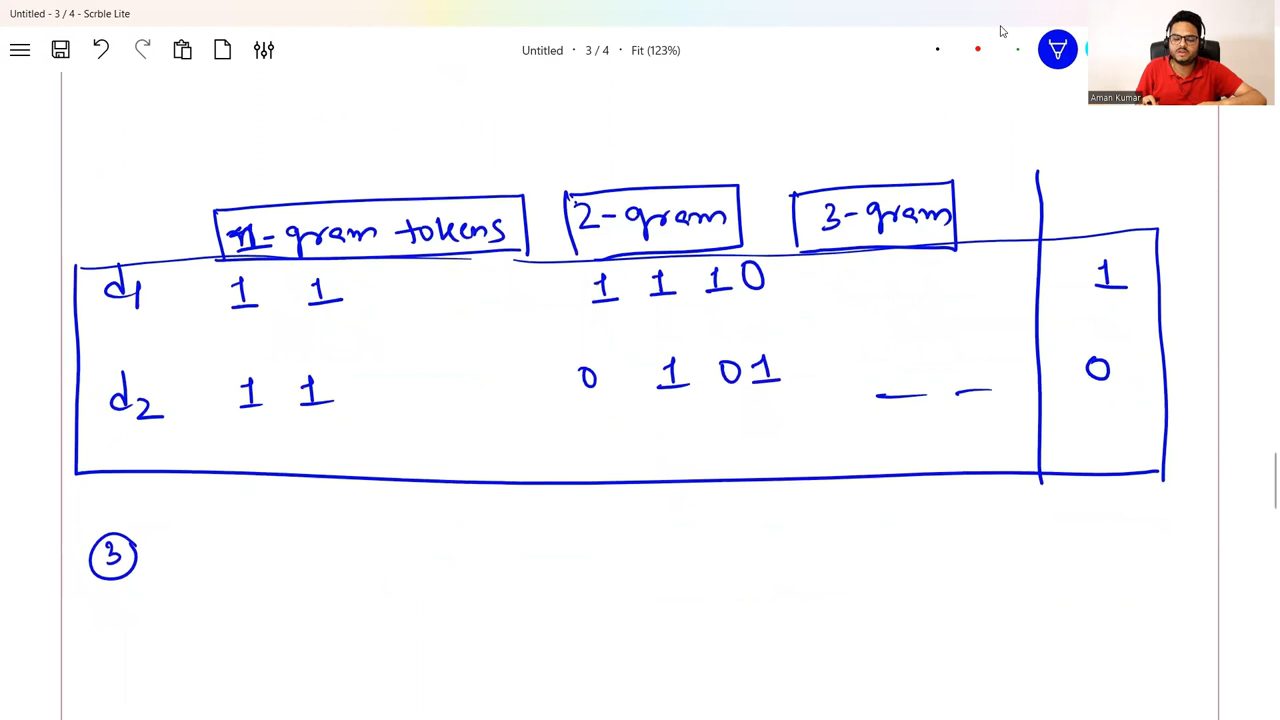 Untitled - 3 / 4 - Scrble Lite
Untitled · 3 / 4 · Fit (123%)
Aman Kumar
1-gram tokens 2-gram 3-gram
d1 1 1 1 1 1 0 1
d2 1 1 0 1 0 1 — — 0
3